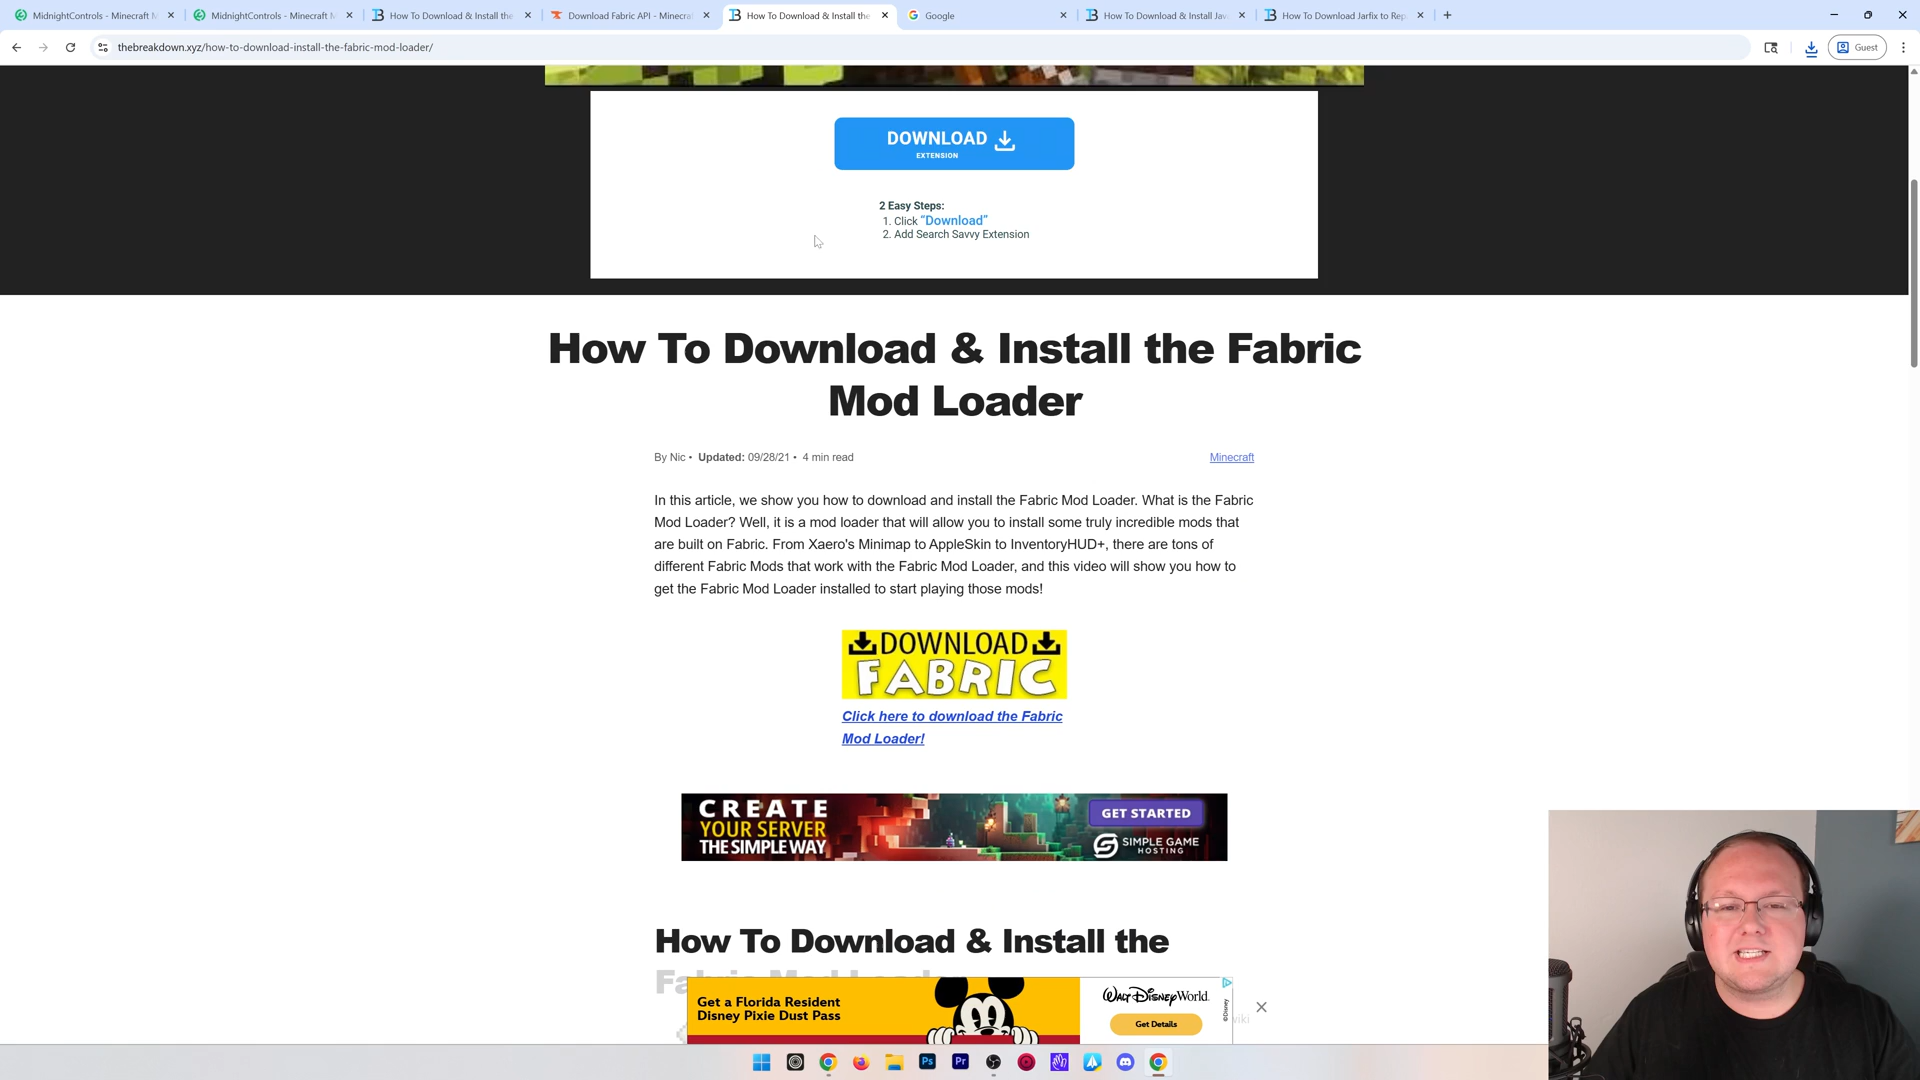 MidnightControls - Minecraft M
MidnightControls - Minecraft M
How To Download & Install the
Download Fabric API - Minecraf
How To Download & Install the
Google
How To Download & Install Jav
How To Download Jarfix to Rep
thebreakdown.xyz/how-to-download-install-the-fabric-mod-loader/
Guest
DOWNLOAD
EXTENSION
2 Easy Steps:
1. Click "Download"
2. Add Search Savvy Extension
How To Download & Install the Fabric
Mod Loader
By Nic • Updated: 09/28/21 • 4 min read
Minecraft
In this article, we show you how to download and install the Fabric Mod Loader. What is the Fabric
Mod Loader? Well, it is a mod loader that will allow you to install some truly incredible mods that
are built on Fabric. From Xaero's Minimap to AppleSkin to InventoryHUD+, there are tons of
different Fabric Mods that work with the Fabric Mod Loader, and this video will show you how to
get the Fabric Mod Loader installed to start playing those mods!
DOWNLOAD
FABRIC
Click here to download the Fabric
Mod Loader!
CREATE
YOUR SERVER
THE SIMPLE WAY
GET STARTED
SIMPLE GAME
HOSTING
How To Download & Install the
Fabric Mod Load
Get a Florida Resident
Disney Pixie Dust Pass
Walt Disney World.
Get Details
©Disney
wiki
Ps
Pr